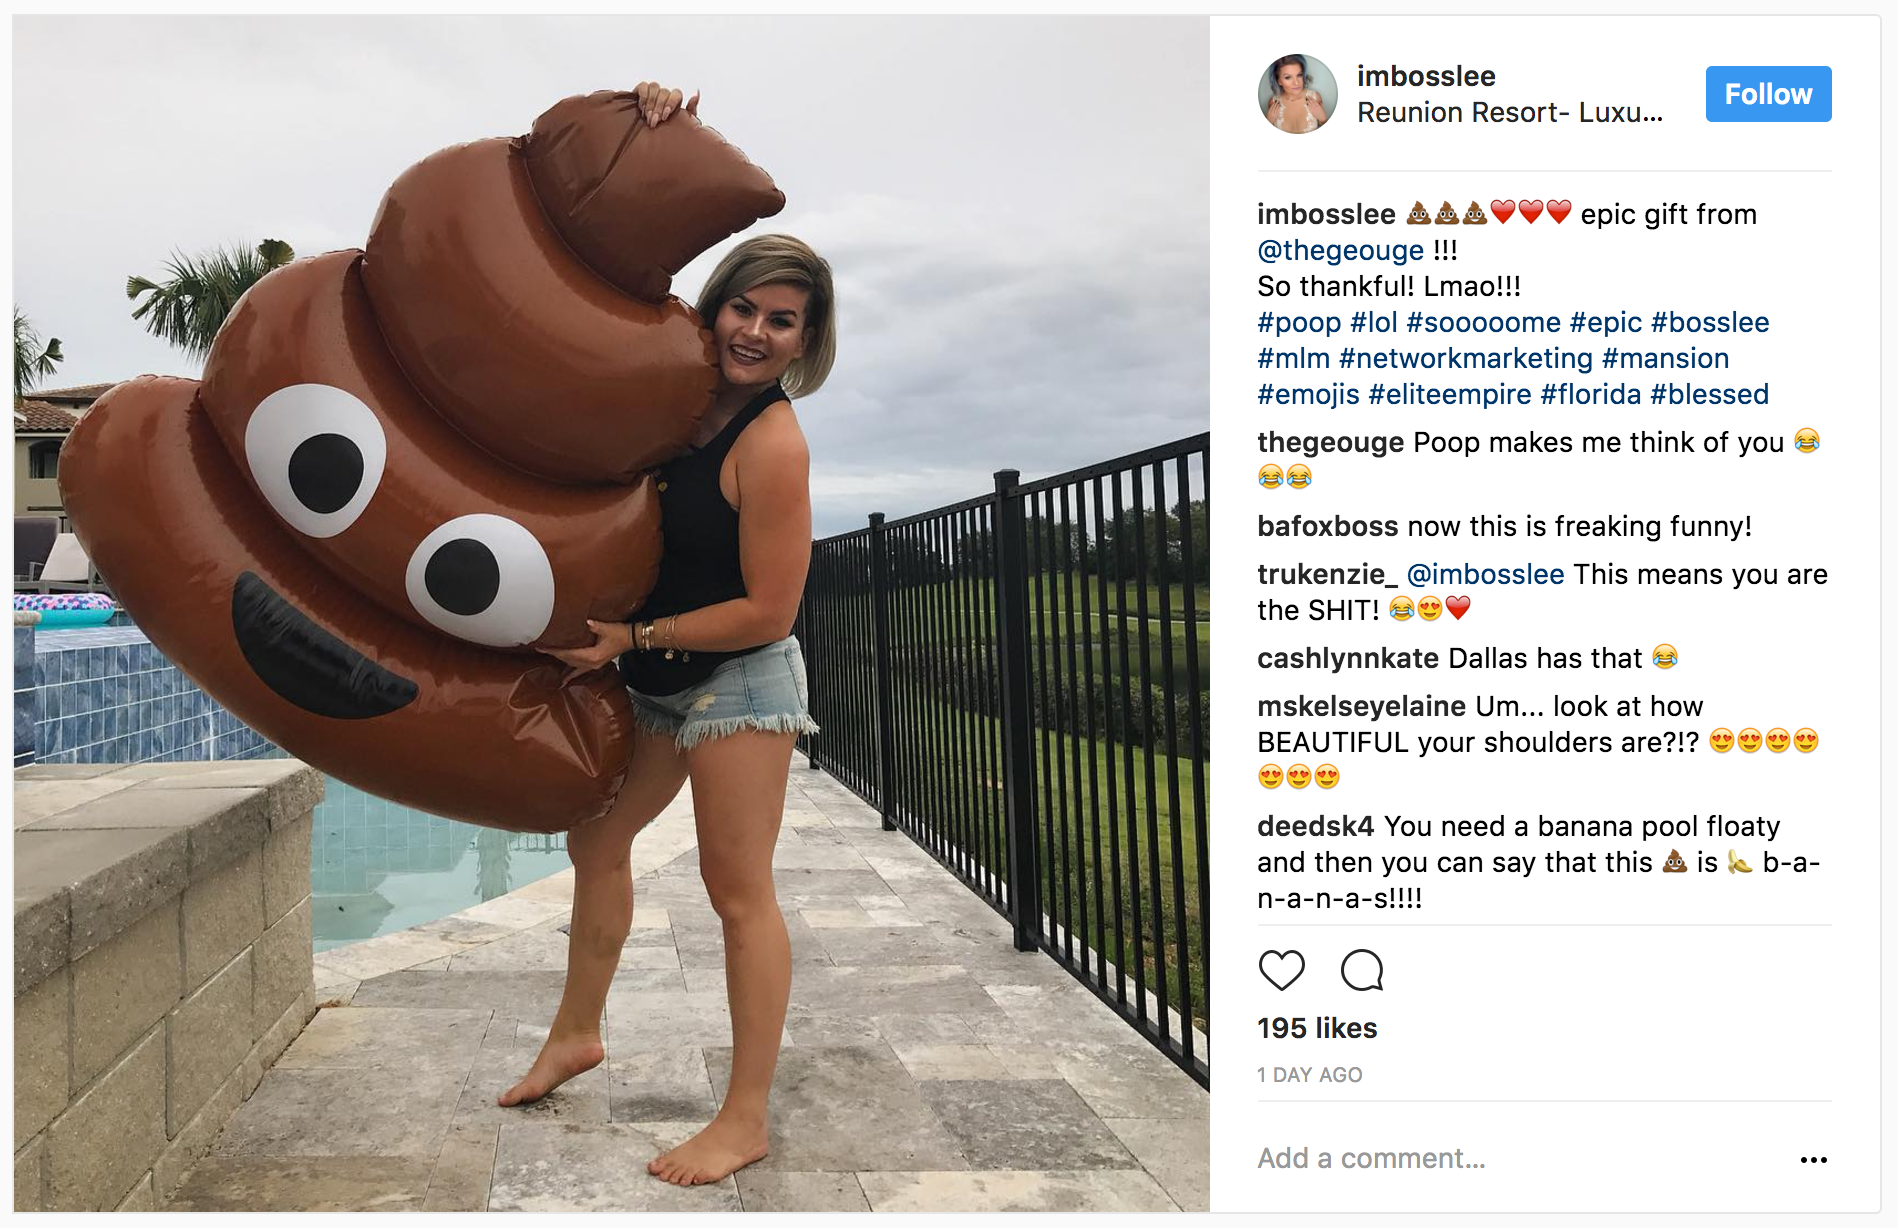 imbosslee
Reunion Resort- Luxu...
Follow
imbosslee 💩💩💩❤️❤️❤️ epic gift from
@thegeouge !!!
So thankful! Lmao!!!
#poop #lol #sooooome #epic #bosslee
#mlm #networkmarketing #mansion
#emojis #eliteempire #florida #blessed
thegeouge Poop makes me think of you 😂
😂😂
bafoxboss now this is freaking funny!
trukenzie_ @imbosslee This means you are
the SHIT! 😂😍❤️
cashlynnkate Dallas has that 😂
mskelseyelaine Um... look at how
BEAUTIFUL your shoulders are?!? 😍😍😍😍
😍😍😍
deedsk4 You need a banana pool floaty
and then you can say that this 💩 is 🍌 b-a-
n-a-n-a-s!!!!
195 likes
1 DAY AGO
Add a comment...